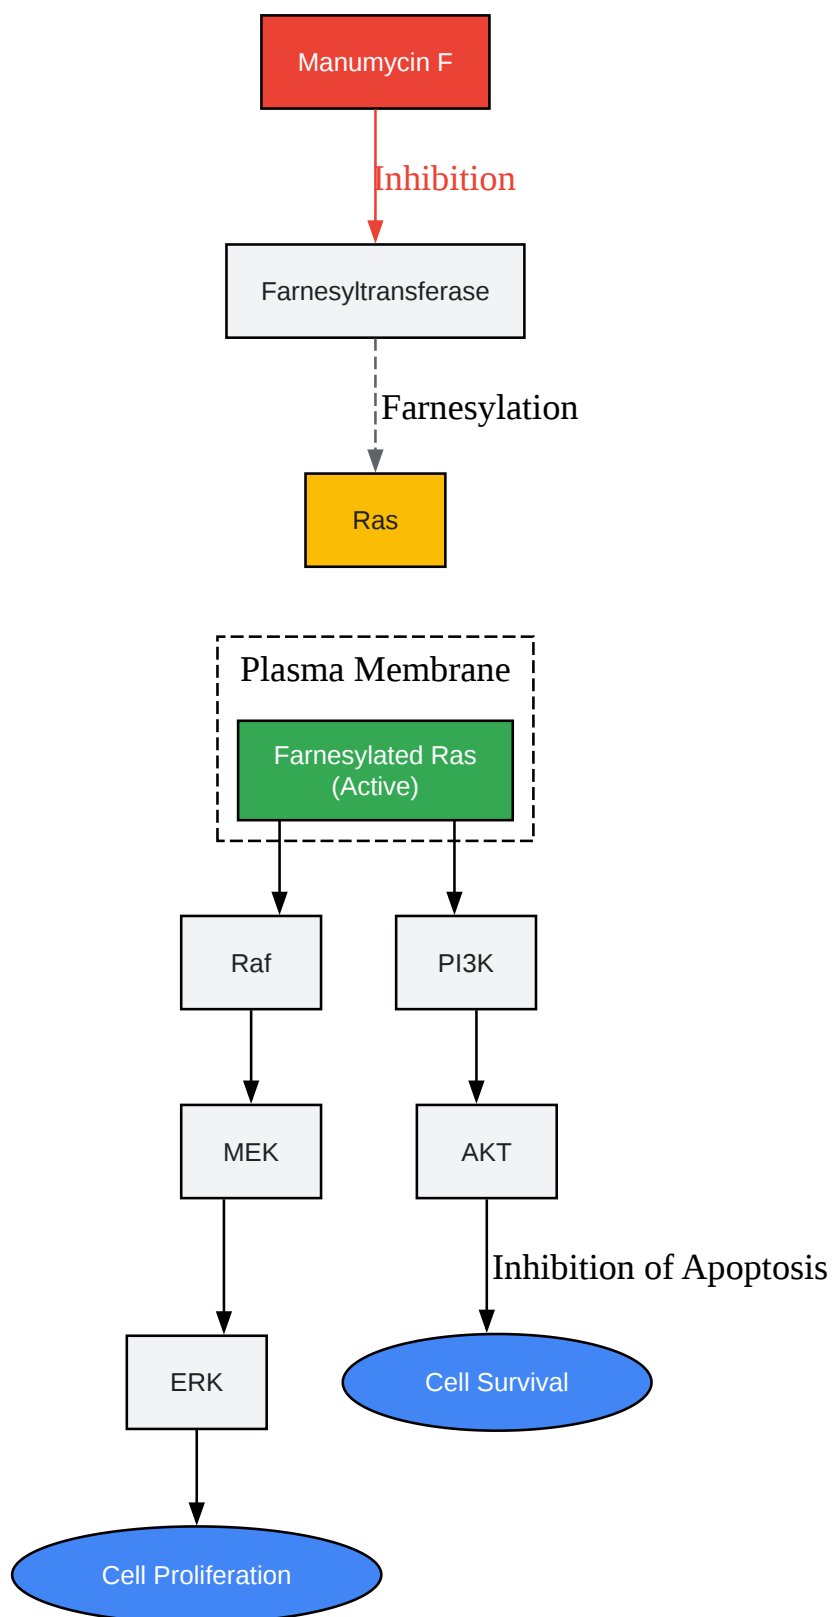 Manumycin F
Inhibition
Farnesyltransferase
Farnesylation
Ras
Plasma Membrane
Farnesylated Ras
(Active)
Raf
PI3K
MEK
AKT
Inhibition of Apoptosis
ERK
Cell Survival
Cell Proliferation